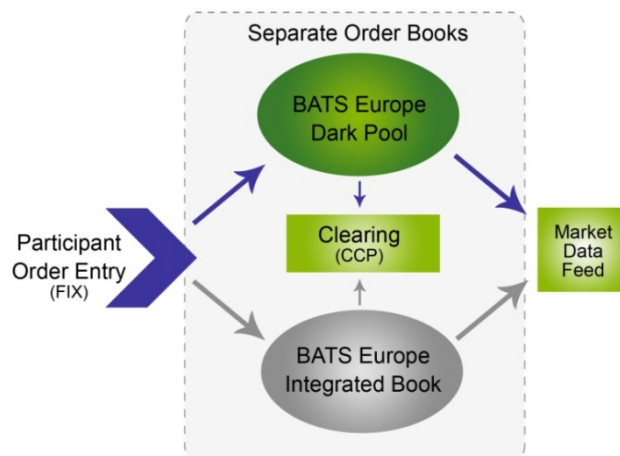 Separate Order Books
BATS Europe
Dark Pool
Participant
Order Entry
(FIX)
Clearing
(CCP)
Market
Data
Feed
BATS Europe
Integrated Book